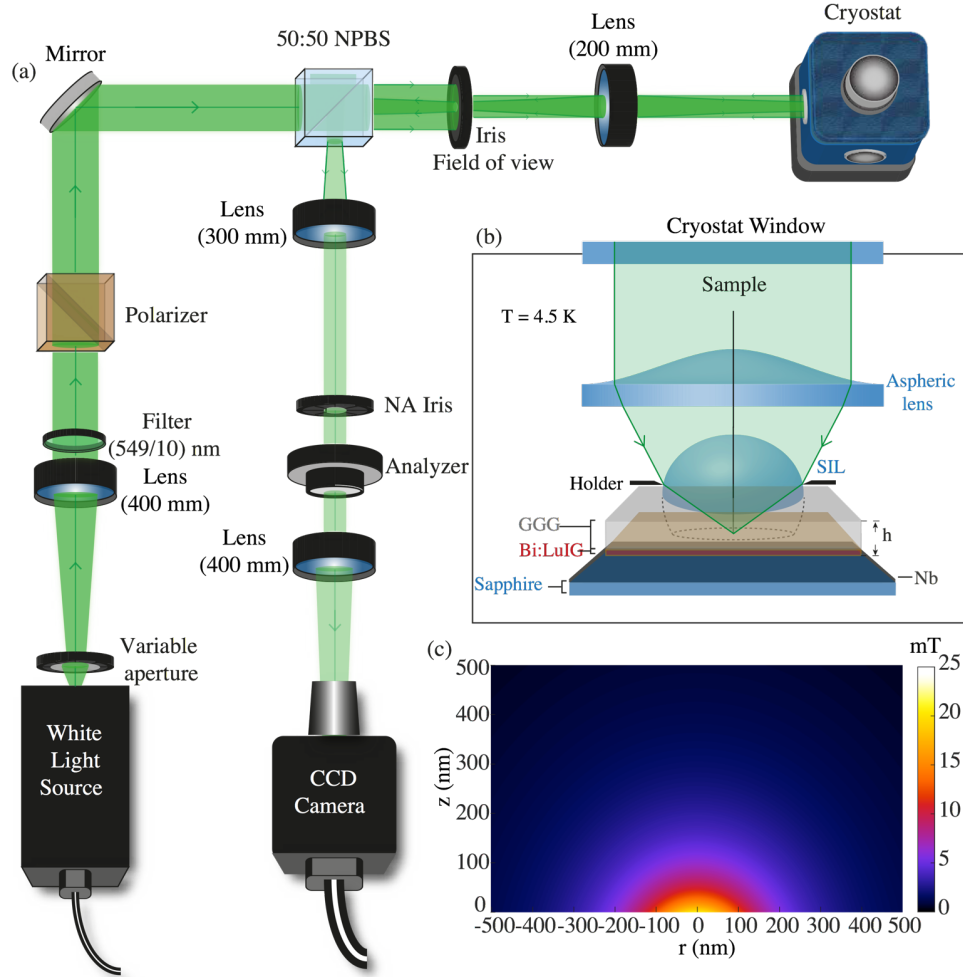 (a)
Mirror
50:50 NPBS
Lens
(200 mm)
Cryostat
Iris
Field of view
Lens
(300 mm)
Polarizer
Filter
(549/10) nm
Lens
(400 mm)
NA Iris
Analyzer
Lens
(400 mm)
Variable
aperture
White
Light
Source
CCD
Camera
(b)
Cryostat Window
Sample
T = 4.5 K
Aspheric
lens
SIL
Holder
GGG
h
Bi:LuIG
Nb
Sapphire
(c)
mT
25
20
15
10
5
0
z (nm)
500
400
300
200
100
0
-500 -400 -300 -200 -100 0 100 200 300 400 500
r (nm)